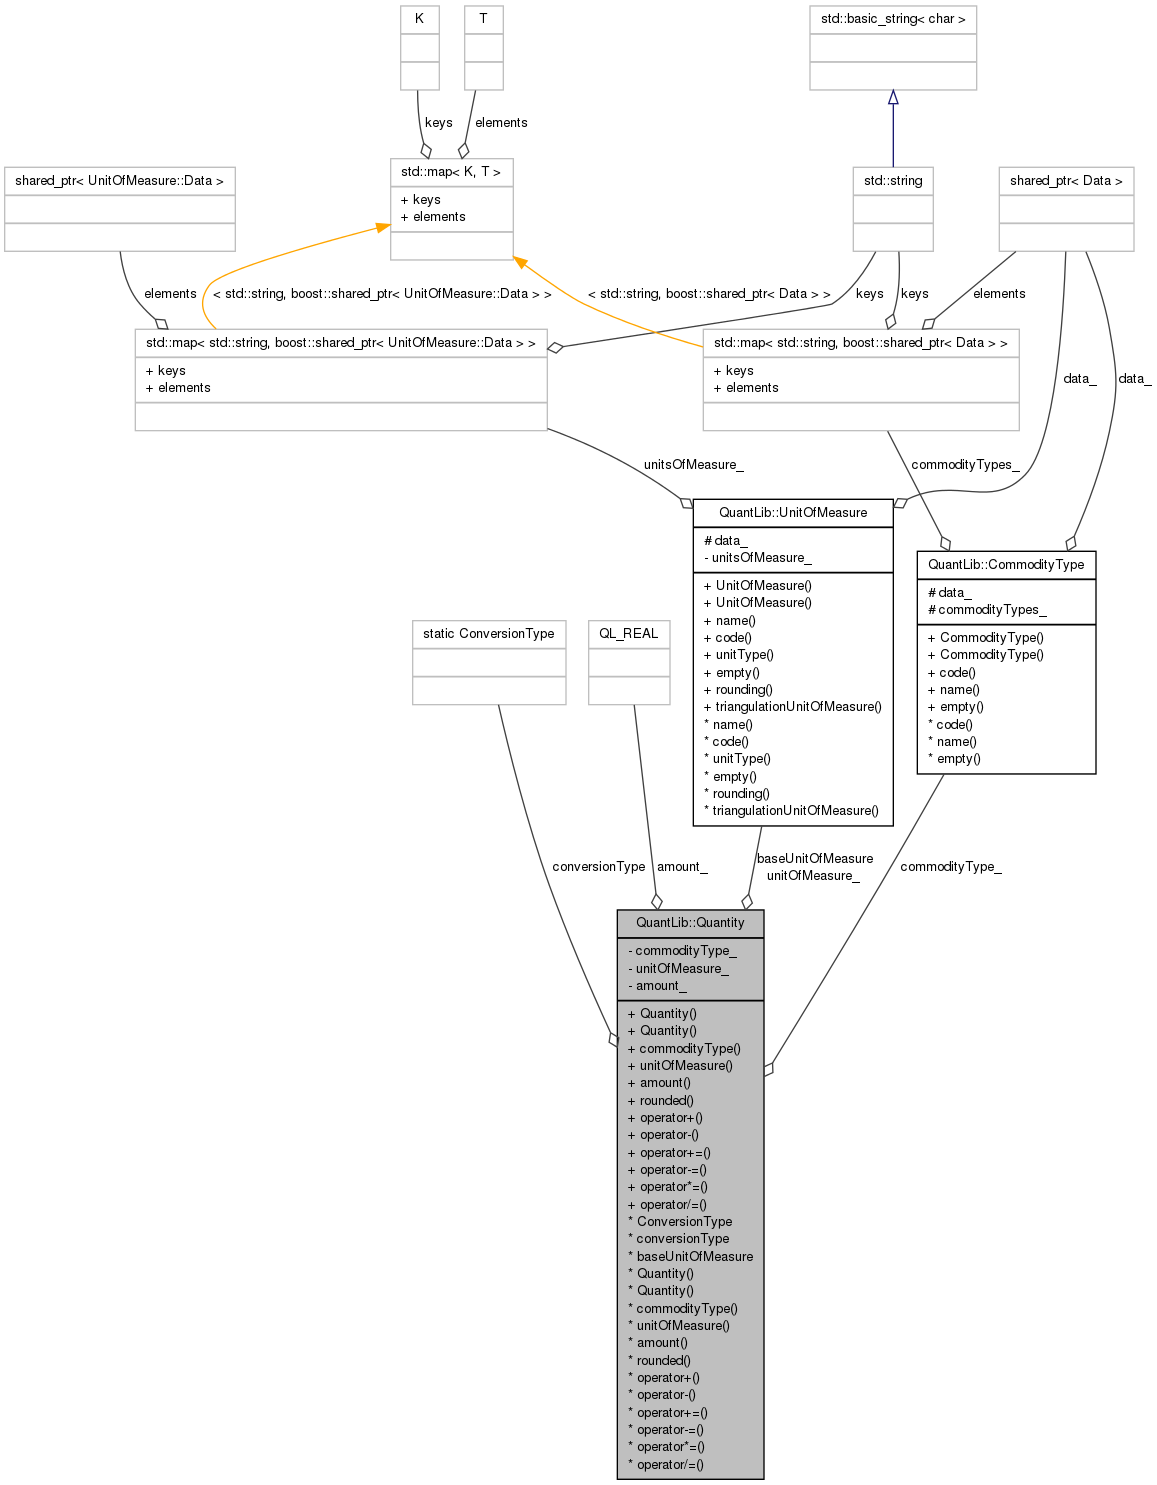 K
T
std::basic_string< char >
keys
elements
shared_ptr< UnitOfMeasure::Data >
std::map< K, T >
+ keys
+ elements
std::string
shared_ptr< Data >
elements
< std::string, boost::shared_ptr< UnitOfMeasure::Data > >
< std::string, boost::shared_ptr< Data > >
keys
keys
elements
std::map< std::string, boost::shared_ptr< UnitOfMeasure::Data > >
+ keys
+ elements
std::map< std::string, boost::shared_ptr< Data > >
+ keys
+ elements
data_
data_
unitsOfMeasure_
commodityTypes_
QuantLib::UnitOfMeasure
# data_
- unitsOfMeasure_
+ UnitOfMeasure()
+ UnitOfMeasure()
+ name()
+ code()
+ unitType()
+ empty()
+ rounding()
+ triangulationUnitOfMeasure()
* name()
* code()
* unitType()
* empty()
* rounding()
* triangulationUnitOfMeasure()
QuantLib::CommodityType
# data_
# commodityTypes_
+ CommodityType()
+ CommodityType()
+ code()
+ name()
+ empty()
* code()
* name()
* empty()
static ConversionType
QL_REAL
conversionType
amount_
baseUnitOfMeasure
unitOfMeasure_
commodityType_
QuantLib::Quantity
- commodityType_
- unitOfMeasure_
- amount_
+ Quantity()
+ Quantity()
+ commodityType()
+ unitOfMeasure()
+ amount()
+ rounded()
+ operator+()
+ operator-()
+ operator+=()
+ operator-=()
+ operator*=()
+ operator/=()
* ConversionType
* conversionType
* baseUnitOfMeasure
* Quantity()
* Quantity()
* commodityType()
* unitOfMeasure()
* amount()
* rounded()
* operator+()
* operator-()
* operator+=()
* operator-=()
* operator*=()
* operator/=()